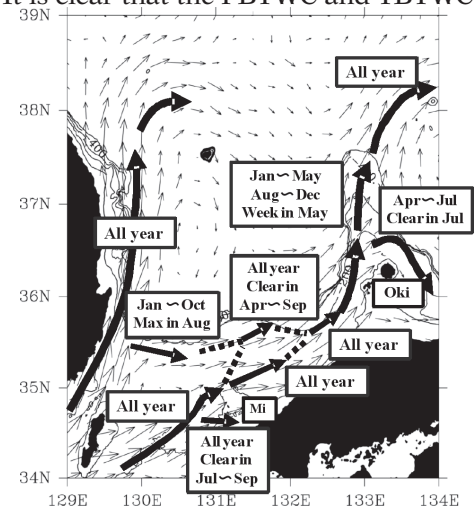 It is clear that the FBTWC and TBTWC
39N
All year
38N
Jan～May
Aug～Dec
Week in May
37N
Apr～Jul
Clear in Jul
All year
All year
Clear in
Apr～Sep
Oki
36N
Jan～Oct
Max in Aug
All year
35N
All year
All year
Mi
All year
Clear in
Jul～Sep
34N
129E 130E 131E 132E 133E 134E